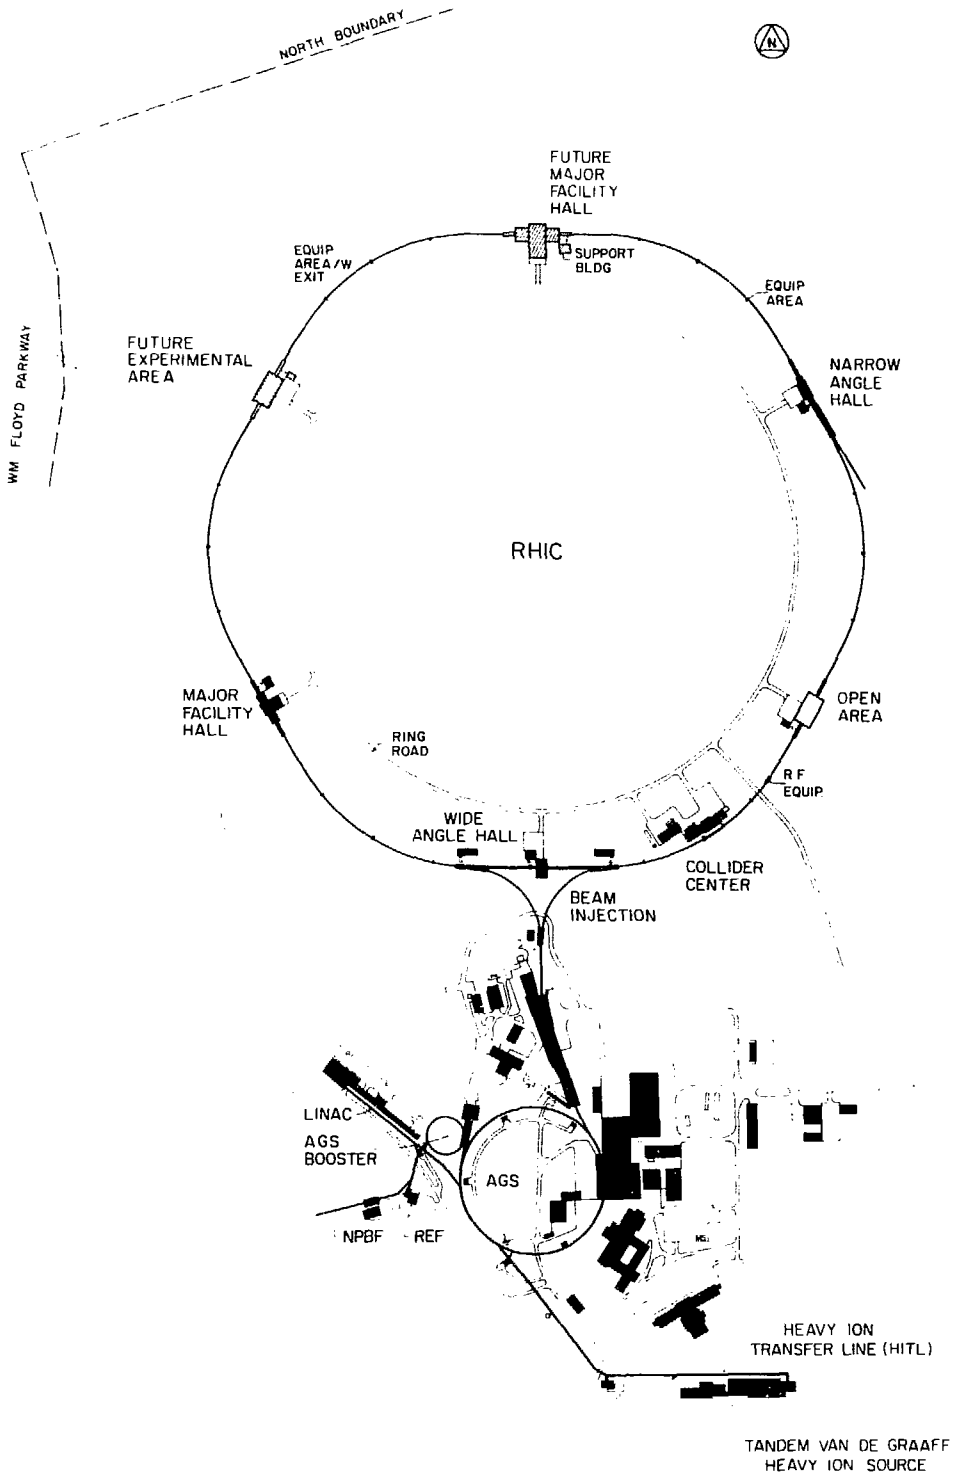 NORTH BOUNDARY
N
FUTURE
MAJOR
FACILITY
HALL
SUPPORT
BLDG
EQUIP
AREA/W
EXIT
EQUIP
AREA
WM FLOYD PARKWAY
FUTURE
EXPERIMENTAL
AREA
NARROW
ANGLE
HALL
RHIC
MAJOR
FACILITY
HALL
OPEN
AREA
RING
ROAD
R F
EQUIP.
WIDE
ANGLE HALL
COLLIDER
CENTER
BEAM
INJECTION
LINAC
AGS
BOOSTER
AGS
NPBF
REF
HEAVY ION
TRANSFER LINE (HITL)
TANDEM VAN DE GRAAFF
HEAVY ION SOURCE